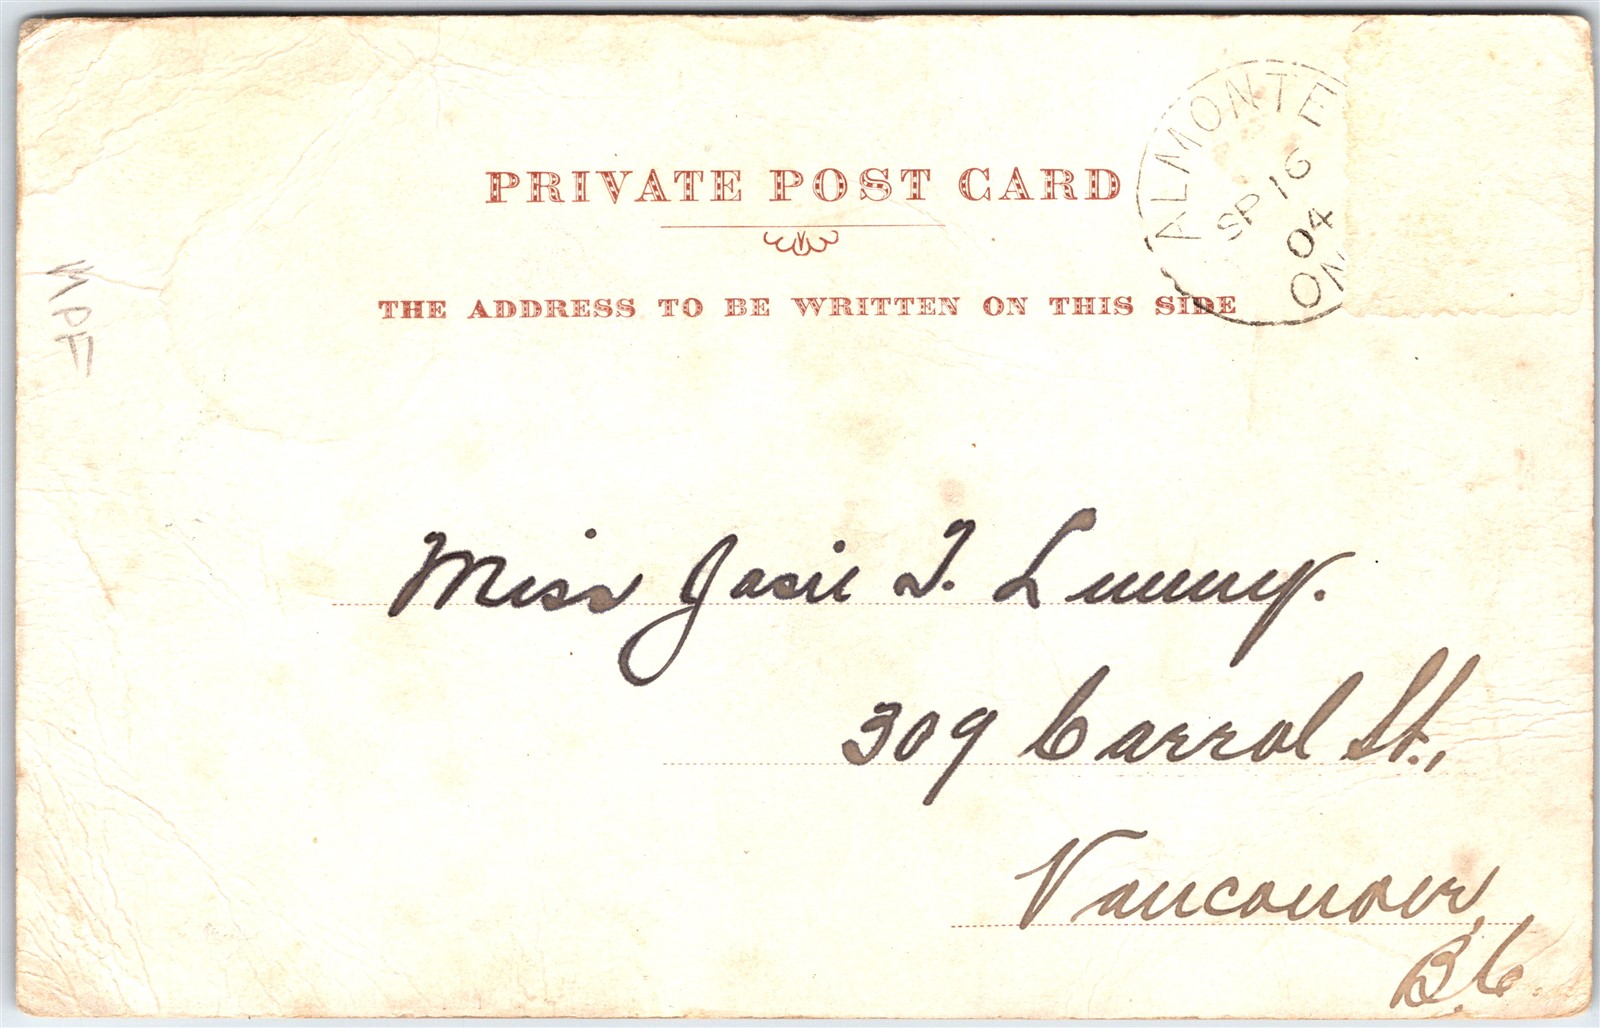 PRIVATE POST CARD
THE ADDRESS TO BE WRITTEN ON THIS SIDE
ALMONTE
SP 16
04
ON
Miss Josie T.
309 Carrol St.,
Vancouver,
B.C.